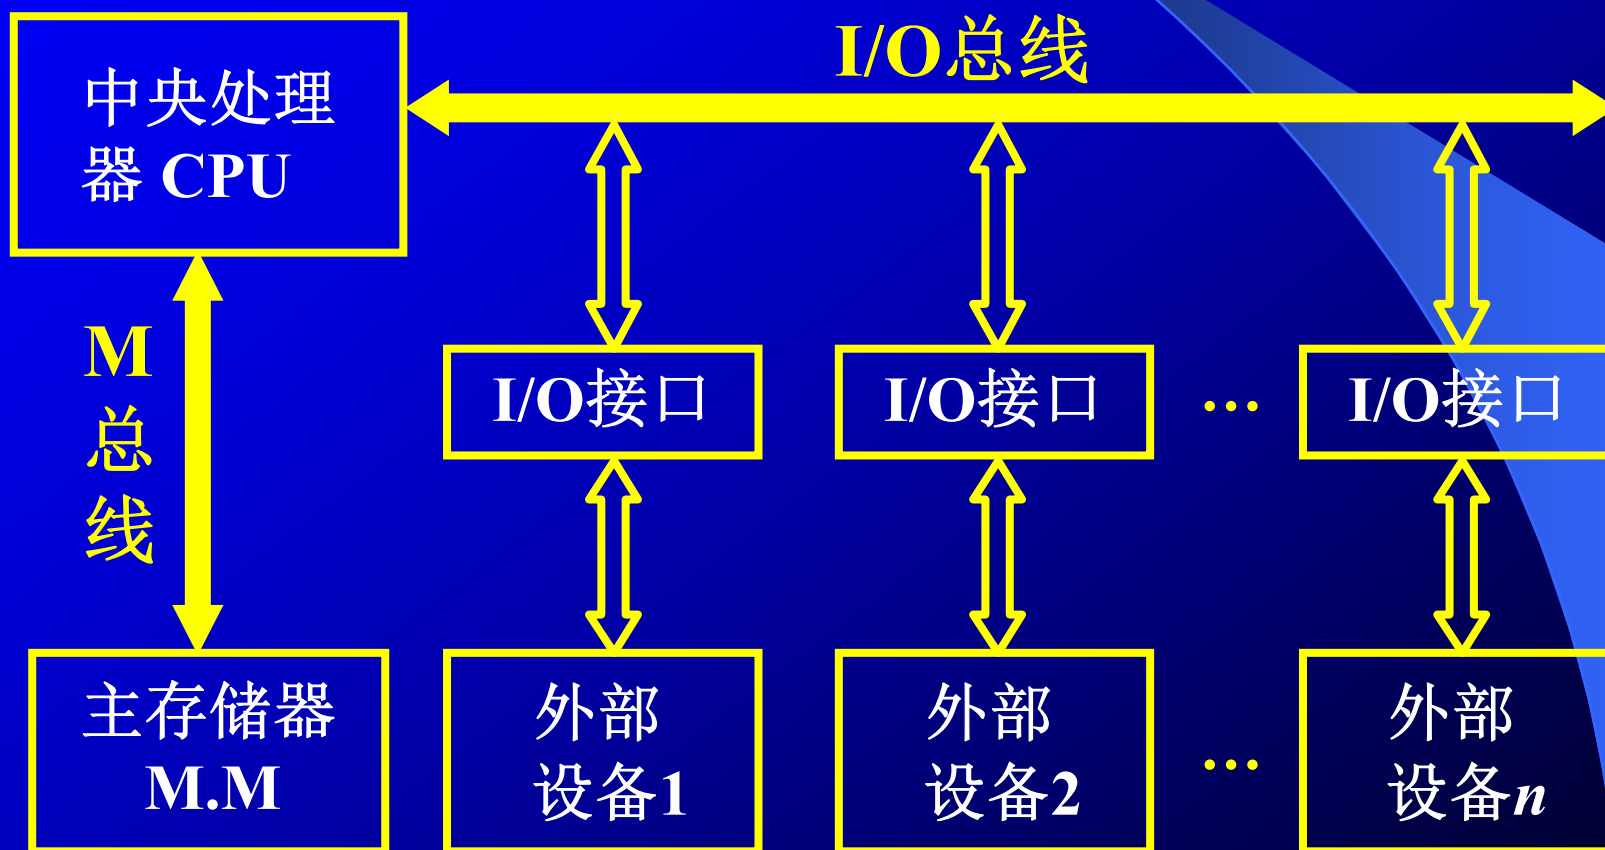 I/O总线
中央处理
器 CPU
M
总
线
I/O接口
I/O接口
...
I/O接口
主存储器
M.M
外部
设备1
外部
设备2
...
外部
设备n